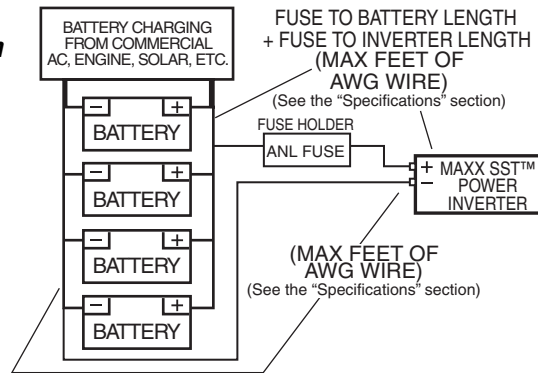 BATTERY CHARGING
FROM COMMERCIAL
AC, ENGINE, SOLAR, ETC.
FUSE TO BATTERY LENGTH
+ FUSE TO INVERTER LENGTH
(MAX FEET OF
AWG WIRE)
(See the “Specifications” section)
− +
BATTERY
FUSE HOLDER
ANL FUSE
− +
BATTERY
+ MAXX SST™
− POWER
INVERTER
− +
BATTERY
(MAX FEET OF
AWG WIRE)
(See the “Specifications” section)
− +
BATTERY